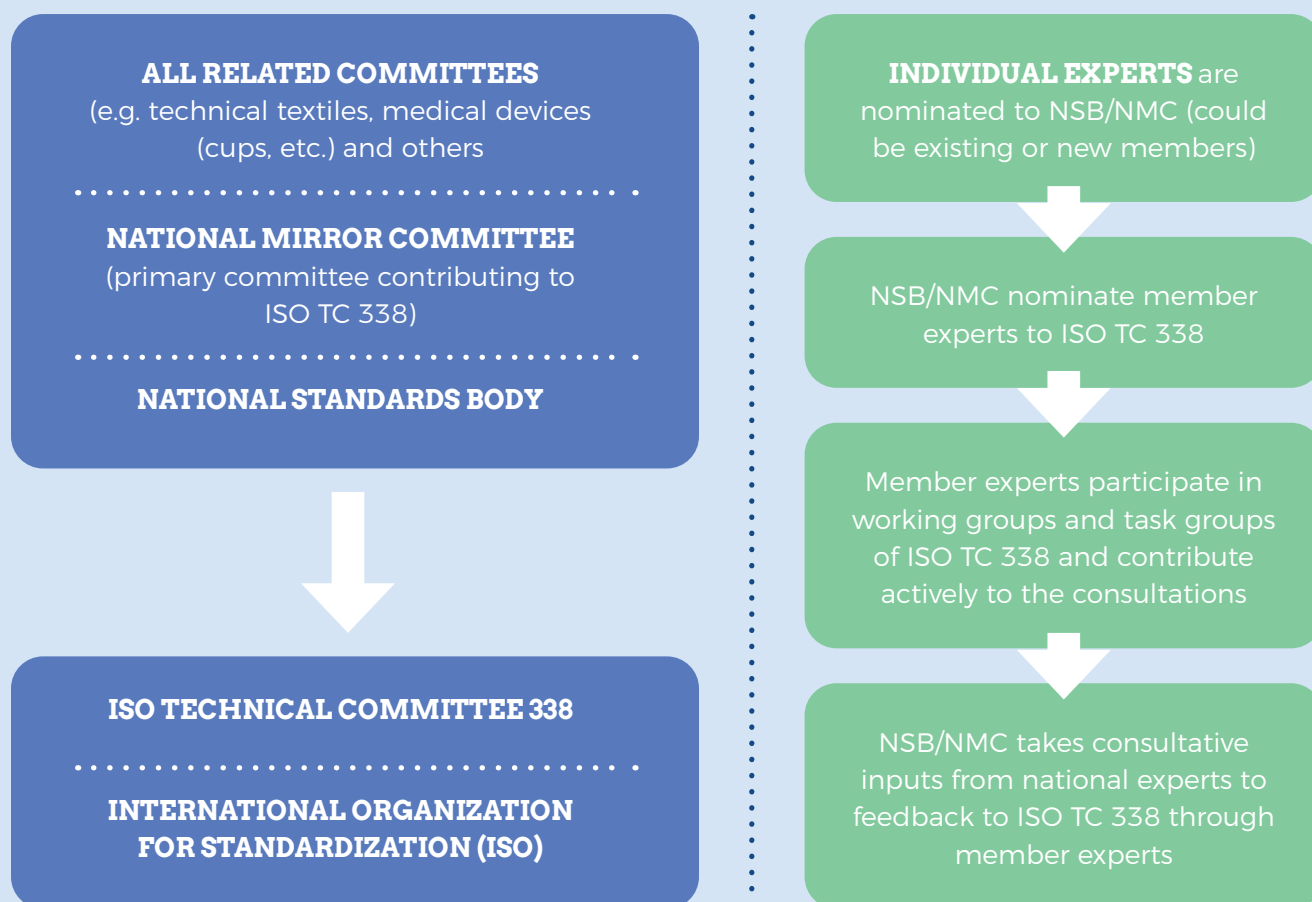 ALL RELATED COMMITTEES
(e.g. technical textiles, medical devices
(cups, etc.) and others
NATIONAL MIRROR COMMITTEE
(primary committee contributing to
ISO TC 338)
NATIONAL STANDARDS BODY
ISO TECHNICAL COMMITTEE 338
INTERNATIONAL ORGANIZATION
FOR STANDARDIZATION (ISO)
INDIVIDUAL EXPERTS are
nominated to NSB/NMC (could
be existing or new members)
NSB/NMC nominate member
experts to ISO TC 338
Member experts participate in
working groups and task groups
of ISO TC 338 and contribute
actively to the consultations
NSB/NMC takes consultative
inputs from national experts to
feedback to ISO TC 338 through
member experts